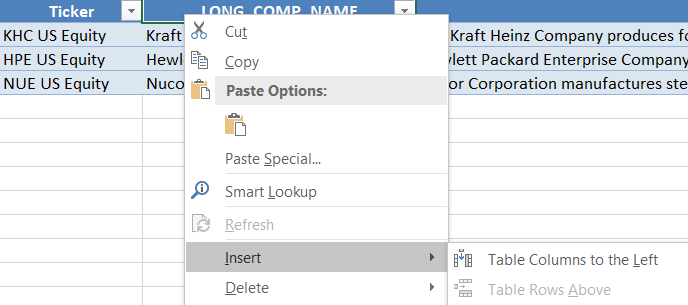 Ticker LONG_COMP_NAME
KHC US Equity Kraft Kraft Heinz Company produces fo
HPE US Equity Hewl lett Packard Enterprise Company
NUE US Equity Nuco or Corporation manufactures ste
Cut
Copy
Paste Options:
Paste Special...
Smart Lookup
Refresh
Insert
Table Columns to the Left
Table Rows Above
Delete